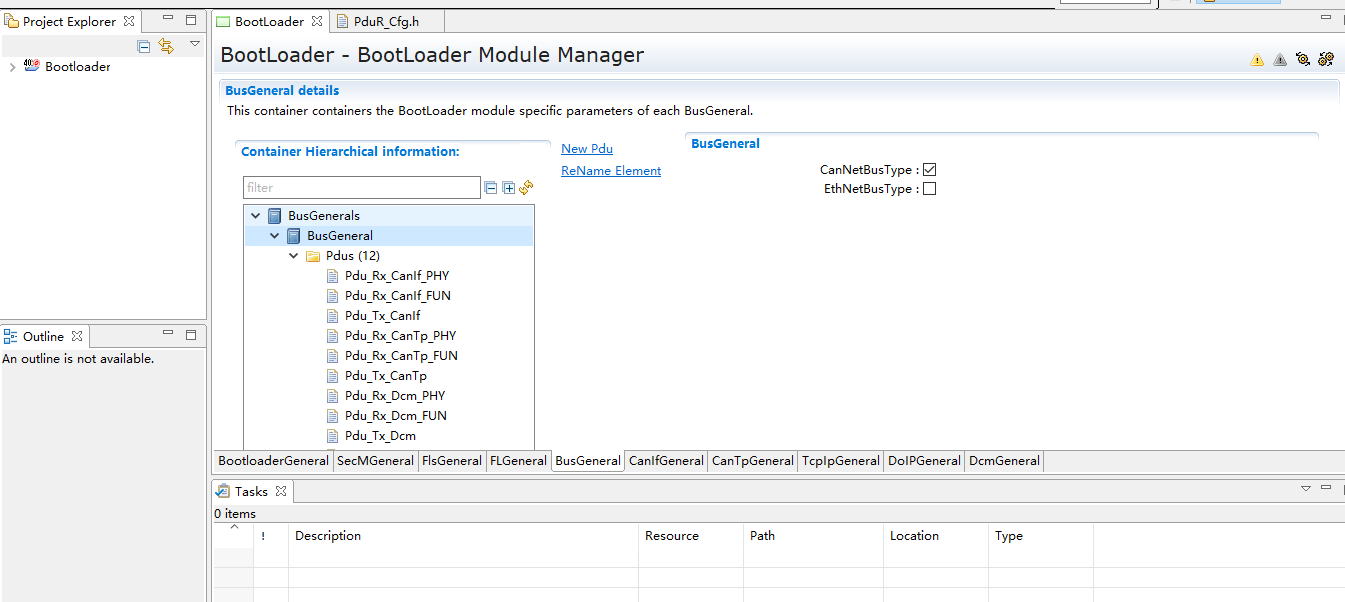 Project Explorer
Bootloader
BootLoader
PduR_Cfg.h
BootLoader - BootLoader Module Manager
BusGeneral details
This container containers the BootLoader module specific parameters of each BusGeneral.
Container Hierarchical information:
filter
New Pdu
ReName Element
BusGeneral
CanNetBusType :
EthNetBusType :
BusGenerals
BusGeneral
Pdus (12)
Pdu_Rx_CanIf_PHY
Pdu_Rx_CanIf_FUN
Pdu_Tx_CanIf
Pdu_Rx_CanTp_PHY
Pdu_Rx_CanTp_FUN
Pdu_Tx_CanTp
Pdu_Rx_Dcm_PHY
Pdu_Rx_Dcm_FUN
Pdu_Tx_Dcm
BootloaderGeneral SecMGeneral FlsGeneral FLGeneral BusGeneral CanIfGeneral CanTpGeneral TcpIpGeneral DoIPGeneral DcmGeneral
Outline
An outline is not available.
Tasks
0 items
! Description Resource Path Location Type